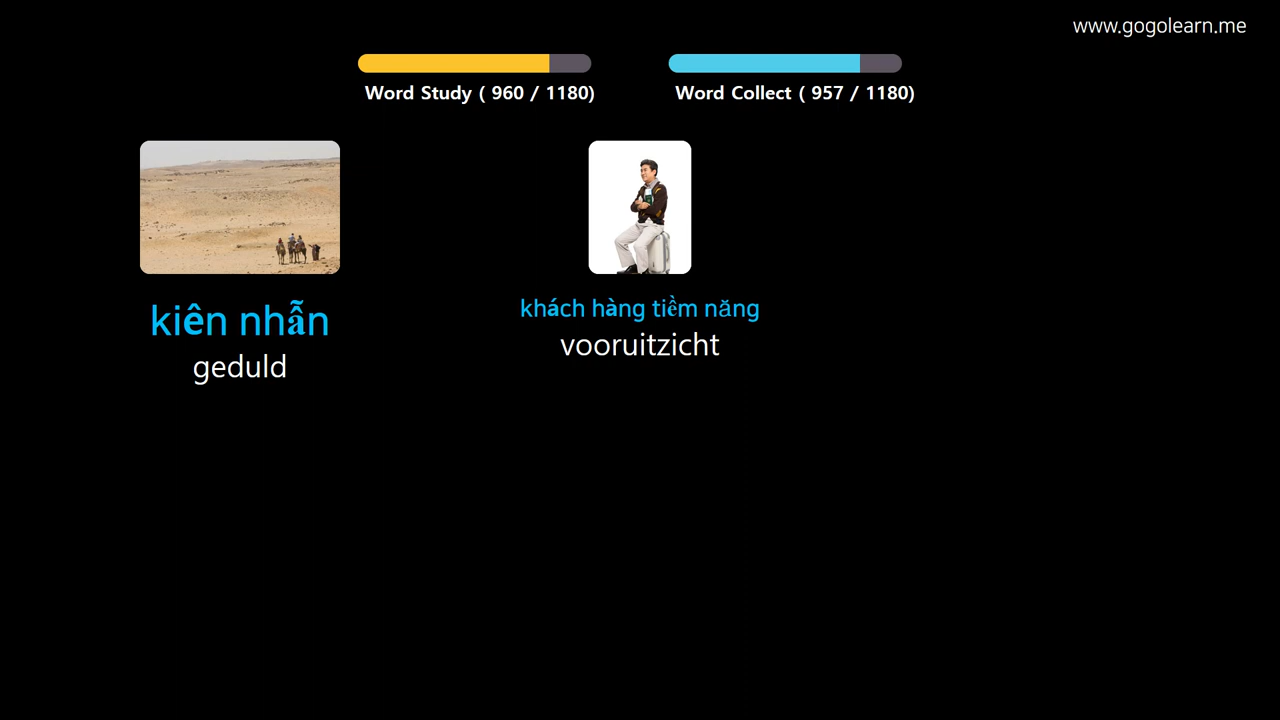 www.gogolearn.me
Word Study ( 960 / 1180)
Word Collect ( 957 / 1180)
kiên nhẫn
geduld
khách hàng tiềm năng
vooruitzicht